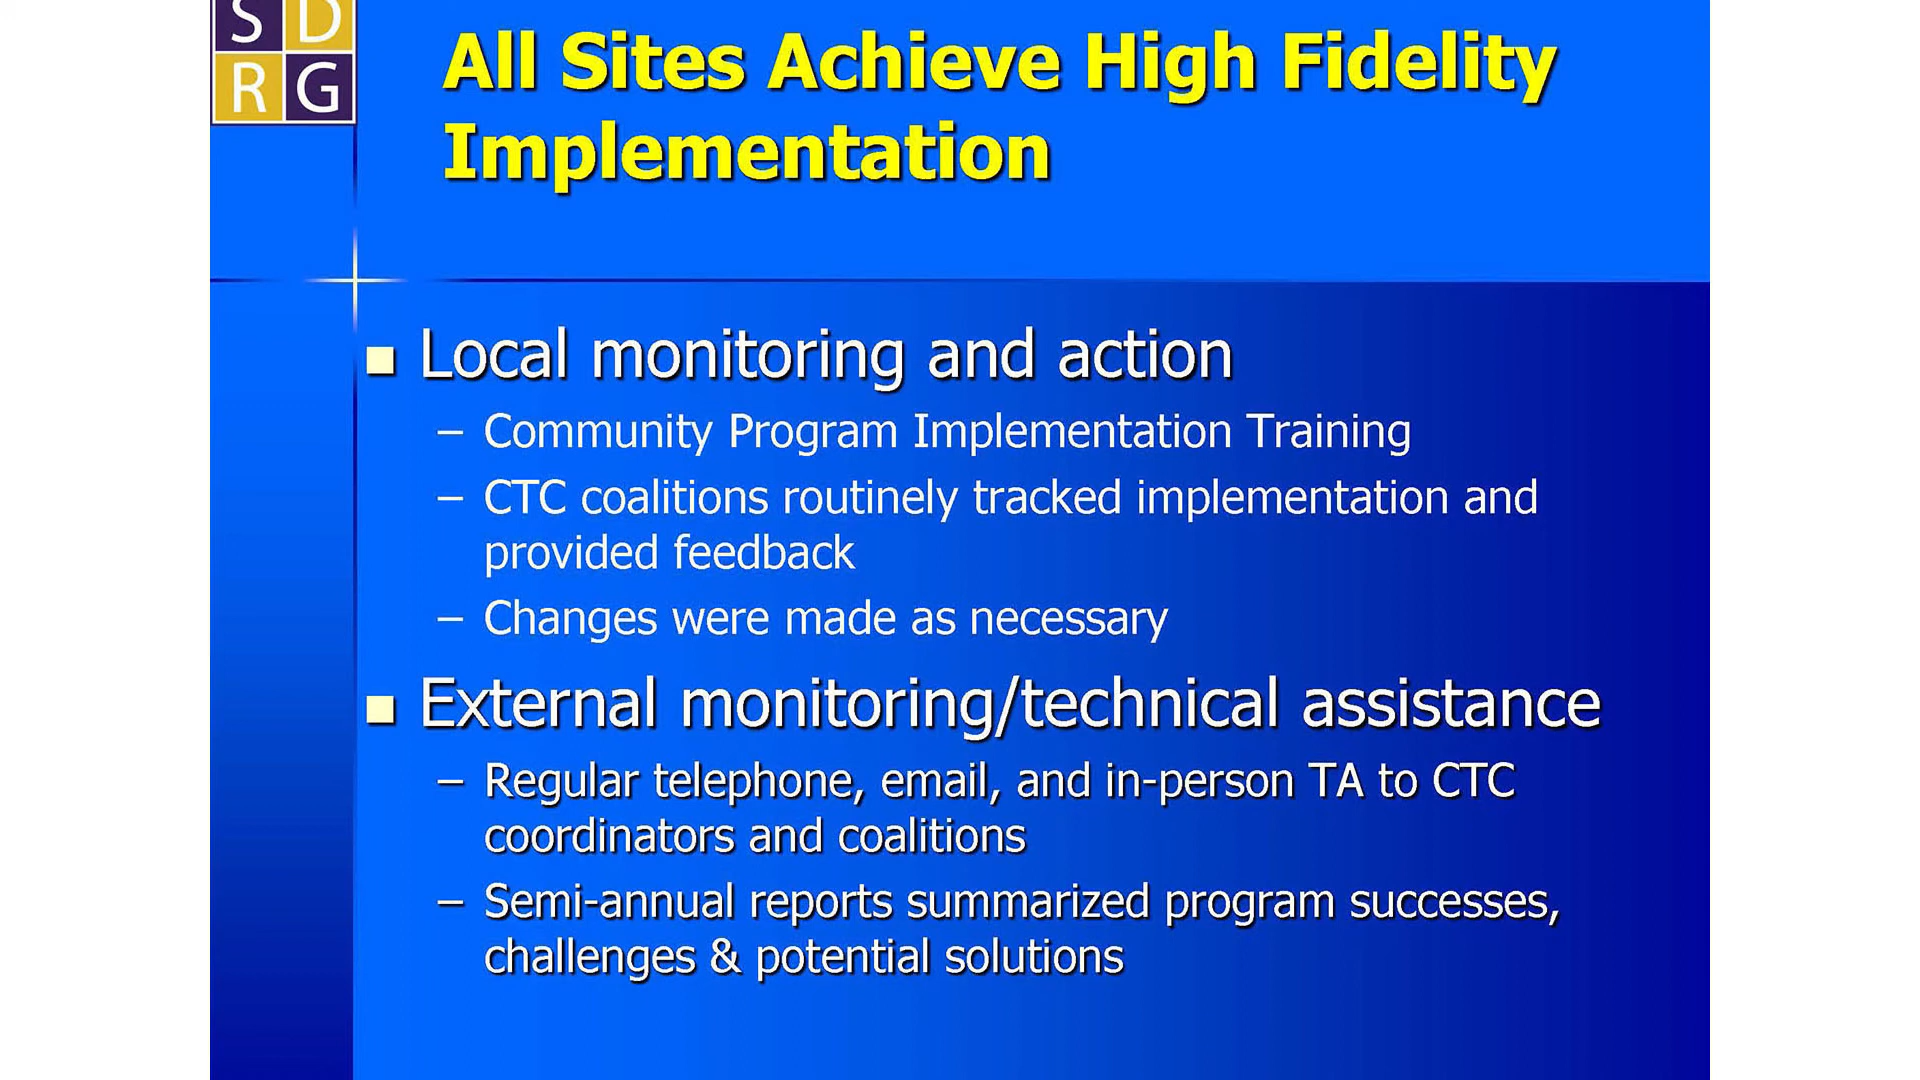 S D
R G
All Sites Achieve High Fidelity
Implementation
Local monitoring and action
– Community Program Implementation Training
– CTC coalitions routinely tracked implementation and
provided feedback
– Changes were made as necessary
External monitoring/technical assistance
– Regular telephone, email, and in-person TA to CTC
coordinators and coalitions
– Semi-annual reports summarized program successes,
challenges & potential solutions